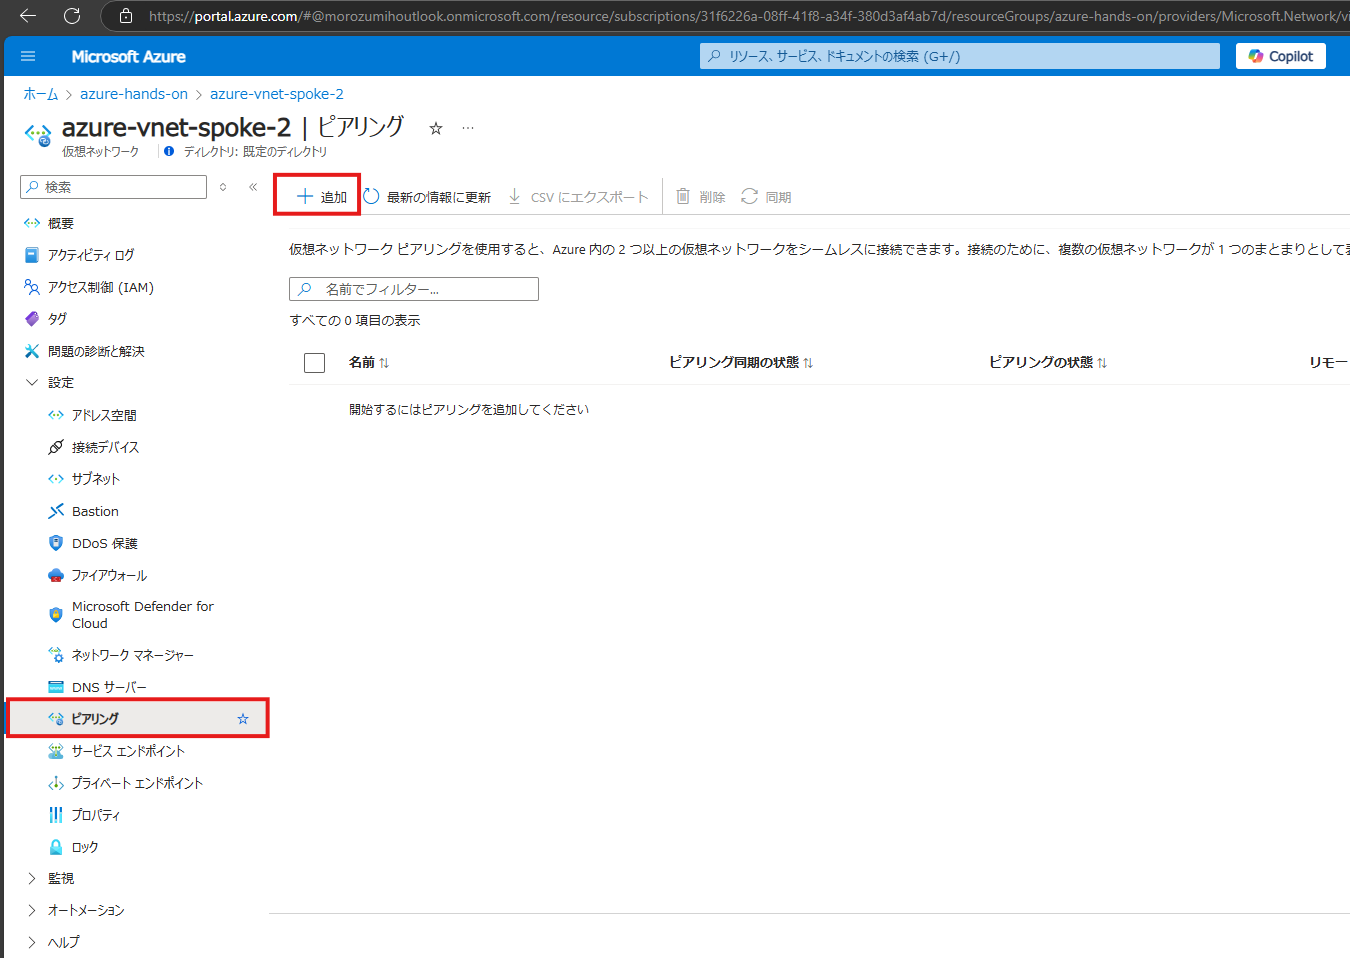 https://portal.azure.com/#@morozumihoutlook.onmicrosoft.com/resource/subscriptions/31f6226a-08ff-41f8-a34f-380d3af4ab7d/resourceGroups/azure-hands-on/providers/Microsoft.Network/vi
Microsoft Azure
リソース、サービス、ドキュメントの検索 (G+/)
Copilot
ホーム > azure-hands-on > azure-vnet-spoke-2
azure-vnet-spoke-2 | ピアリング
仮想ネットワーク
ディレクトリ: 既定のディレクトリ
検索
追加
最新の情報に更新
CSV にエクスポート
削除
同期
概要
アクティビティ ログ
アクセス制御 (IAM)
タグ
問題の診断と解決
設定
アドレス空間
接続デバイス
サブネット
Bastion
DDoS 保護
ファイアウォール
Microsoft Defender for
Cloud
ネットワーク マネージャー
DNS サーバー
ピアリング
サービス エンドポイント
プライベート エンドポイント
プロパティ
ロック
監視
オートメーション
ヘルプ
仮想ネットワーク ピアリングを使用すると、Azure 内の 2 つ以上の仮想ネットワークをシームレスに接続できます。接続のために、複数の仮想ネットワークが 1 つのまとまりとして表
名前でフィルター...
すべての 0 項目の表示
名前
ピアリング同期の状態
ピアリングの状態
リモー
開始するにはピアリングを追加してください